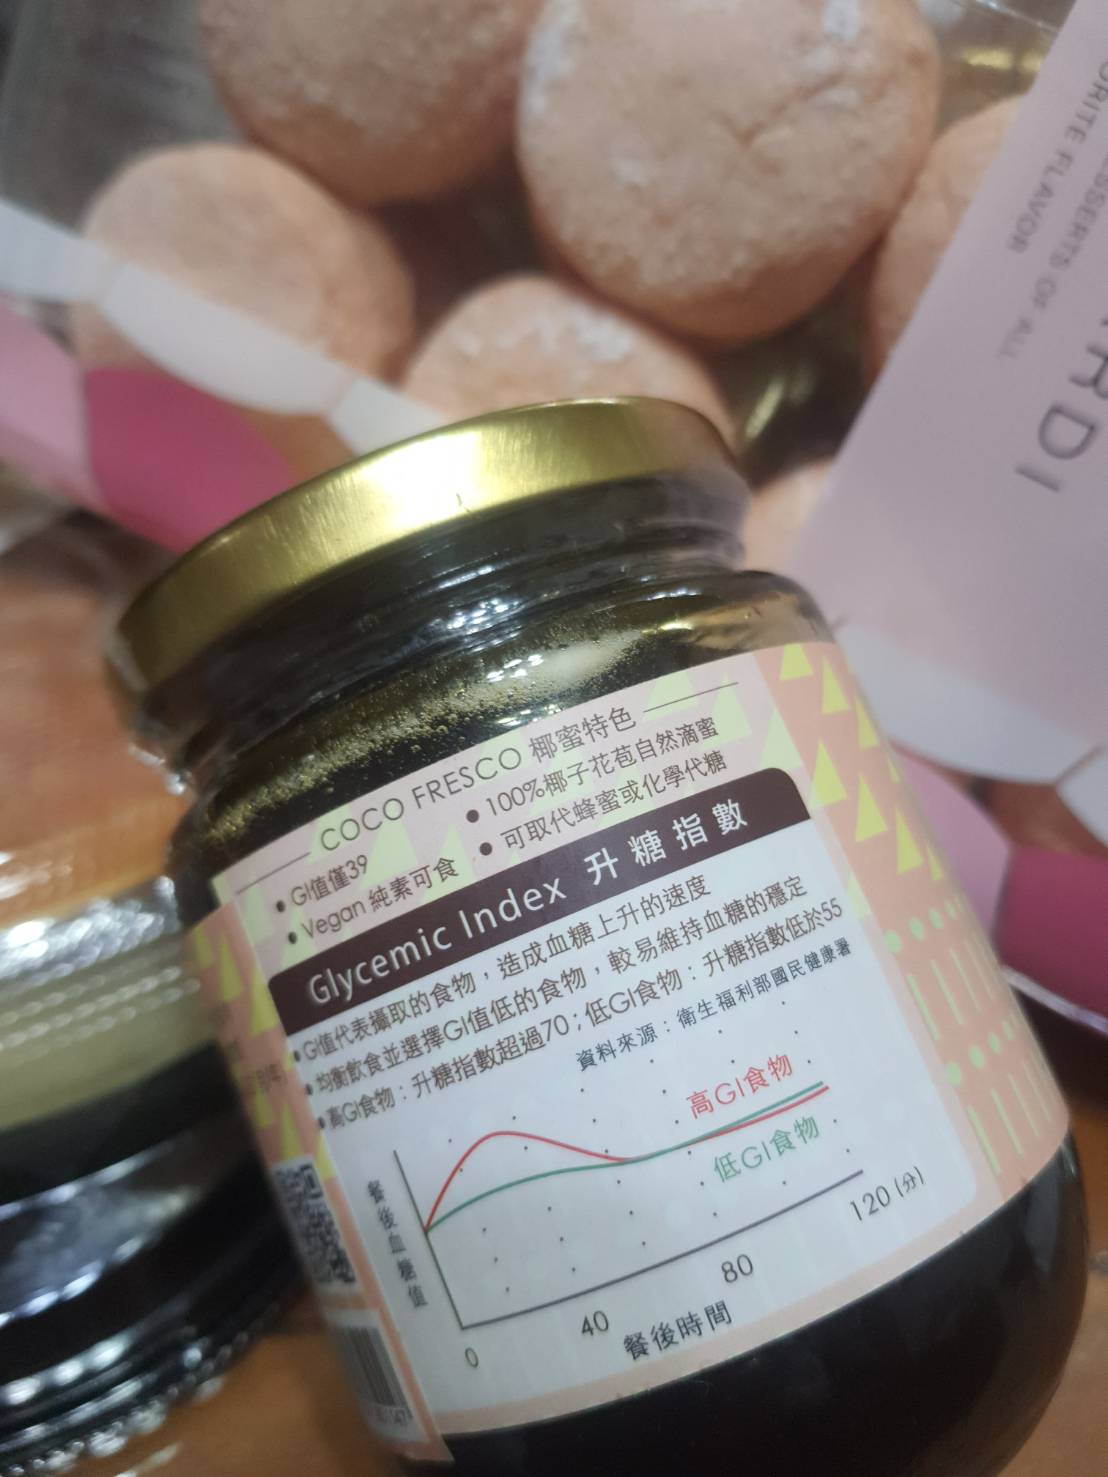 FLAVOR
OF ALL
RDI
COCO FRESCO 椰蜜特色
• GI值僅39
• 100%椰子花苞自然滴蜜
• Vegan 純素可食
• 可取代蜂蜜或化學代糖
Glycemic Index 升糖指數
• GI值代表攝取的食物，造成血糖上升的速度
• 均衡飲食並選擇GI值低的食物，較易維持血糖的穩定
• 高GI食物：升糖指數超過70；低GI食物：升糖指數低於55
資料來源：衛生福利部國民健康署
高GI食物
低GI食物
餐後血糖值
0
40
80
120 (分)
餐後時間